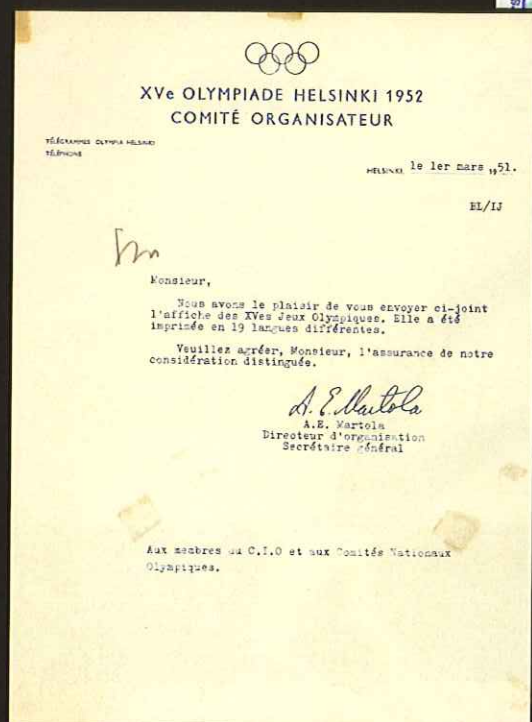 XVe OLYMPIADE HELSINKI 1952
COMITÉ ORGANISATEUR
TÉLÉGRAMMES OLYMPIA HELSINKI
TÉLÉPHONE
HELSINKI, le 1er mars 1951.
BL/IJ
Monsieur,
Nous avons le plaisir de vous envoyer ci-joint
l'affiche des XVes Jeux Olympiques. Elle a été
imprimée en 19 langues différentes.
Veuillez agréer, Monsieur, l'assurance de notre
considération distinguée.
A. E. Martola
A.E. Martola
Directeur d'organisation
Secrétaire général
Aux membres du C.I.O et aux Comités Nationaux
Olympiques.